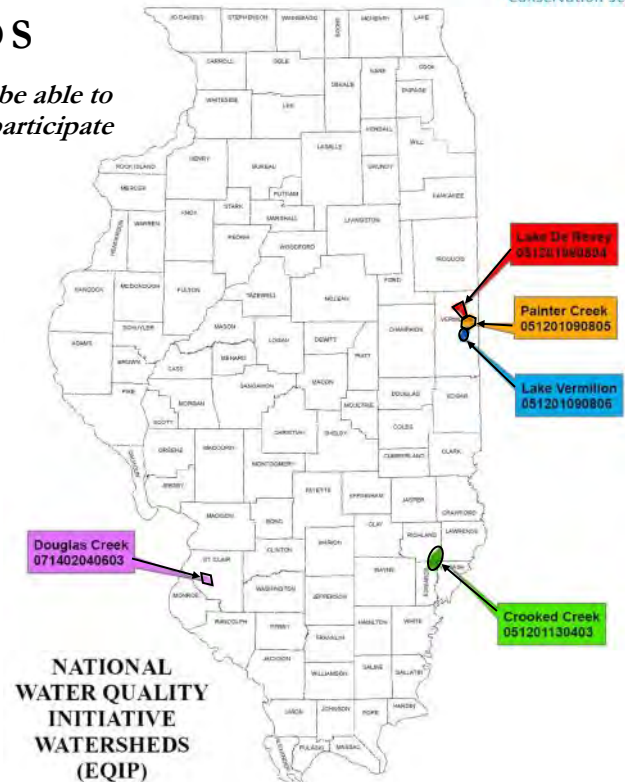 be able to
participate
JO DAVIESS
STEPHENSON
WINNEBAGO
BOONE
MCHENRY
LAKE
CARROLL
OGLE
KANE
COOK
DEKALB
DUPAGE
WHITESIDE
LEE
KENDALL
WILL
ROCK ISLAND
HENRY
BUREAU
LASALLE
GRUNDY
MERCER
PUTNAM
KANKAKEE
KNOX
STARK
MARSHALL
LIVINGSTON
WARREN
HENDERSON
PEORIA
WOODFORD
IROQUOIS
Lake De Revey
FORD
HANCOCK
MCDONOUGH
FULTON
TAZEWELL
MCLEAN
Painter Creek
051201090805
SCHUYLER
MASON
CHAMPAIGN
ADAMS
LOGAN
DEWITT
PIATT
BROWN
CASS
MENARD
Lake Vermilion
051201090806
MACON
PIKE
MORGAN
SANGAMON
DOUGLAS
EDGAR
MOULTRIE
SCOTT
COLES
CHRISTIAN
SHELBY
GREENE
MACOUPIN
CUMBERLAND
CLARK
CALHOUN
MONTGOMERY
JERSEY
FAYETTE
EFFINGHAM
JASPER
CRAWFORD
MADISON
BOND
CLAY
RICHLAND
LAWRENCE
Douglas Creek
071402040603
MARION
CLINTON
ST CLAIR
WAYNE
MONROE
WASHINGTON
JEFFERSON
Crooked Creek
051201130403
RANDOLPH
PERRY
HAMILTON
WHITE
FRANKLIN
JACKSON
WILLIAMSON
SALINE
GALLATIN
NATIONAL
WATER QUALITY
INITIATIVE
WATERSHEDS
(EQIP)
UNION
JOHNSON
POPE
HARDIN
ALEXANDER
PULASKI
MASSAC